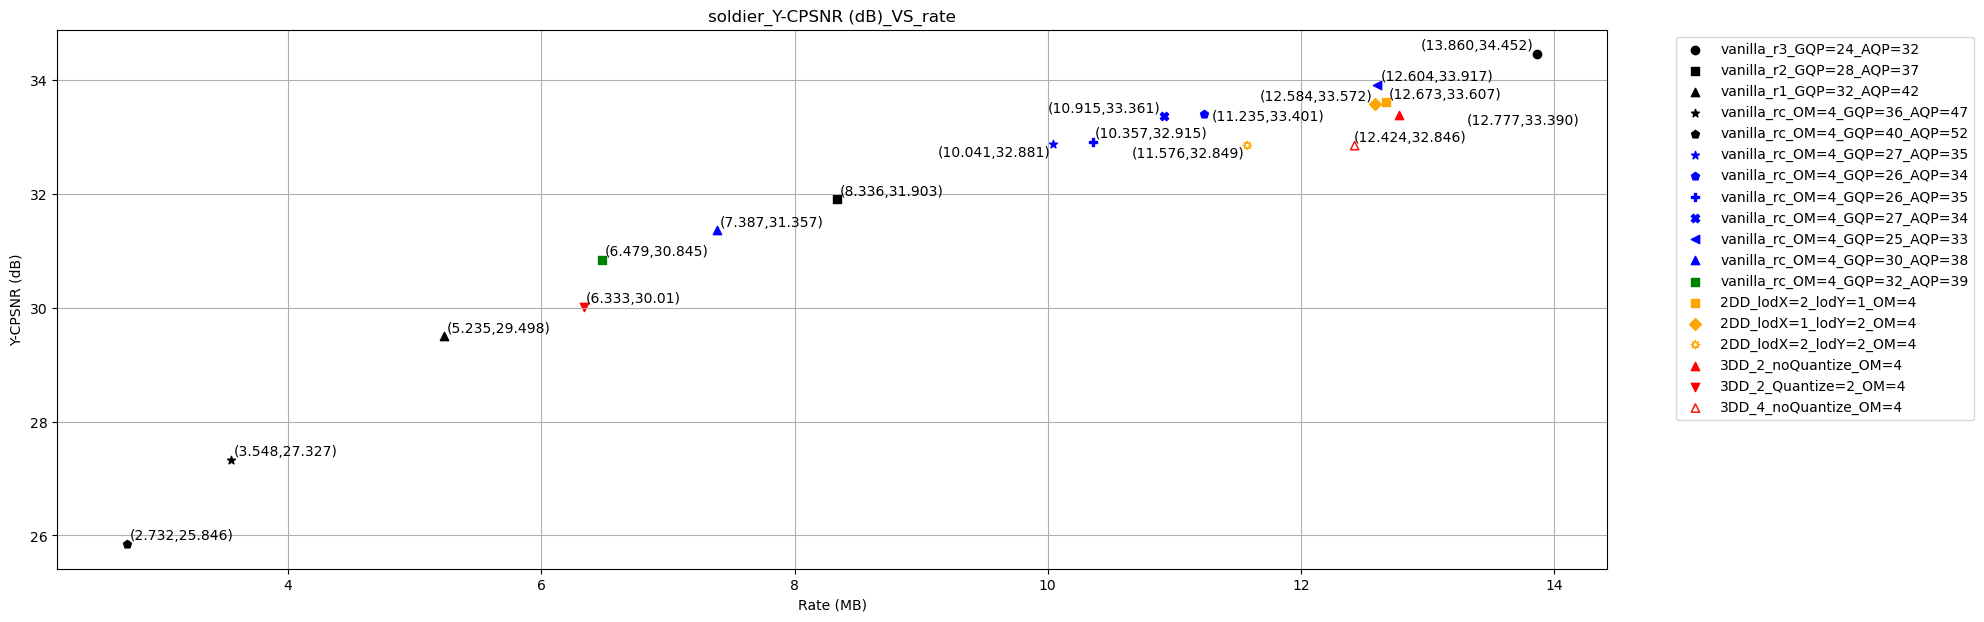 soldier_Y-CPSNR (dB)_VS_rate
(13.860,34.452)
(12.604,33.917)
(12.584,33.572)
(12.673,33.607)
(10.915,33.361)
(11.235,33.401)
(12.777,33.390)
(10.357,32.915)
(12.424,32.846)
(10.041,32.881)
(11.576,32.849)
(8.336,31.903)
(7.387,31.357)
(6.479,30.845)
(6.333,30.01)
(5.235,29.498)
(3.548,27.327)
(2.732,25.846)
34
32
30
28
26
Y-CPSNR (dB)
4
6
8
10
12
14
Rate (MB)
vanilla_r3_GQP=24_AQP=32
vanilla_r2_GQP=28_AQP=37
vanilla_r1_GQP=32_AQP=42
vanilla_rc_OM=4_GQP=36_AQP=47
vanilla_rc_OM=4_GQP=40_AQP=52
vanilla_rc_OM=4_GQP=27_AQP=35
vanilla_rc_OM=4_GQP=26_AQP=34
vanilla_rc_OM=4_GQP=26_AQP=35
vanilla_rc_OM=4_GQP=27_AQP=34
vanilla_rc_OM=4_GQP=25_AQP=33
vanilla_rc_OM=4_GQP=30_AQP=38
vanilla_rc_OM=4_GQP=32_AQP=39
2DD_lodX=2_lodY=1_OM=4
2DD_lodX=1_lodY=2_OM=4
2DD_lodX=2_lodY=2_OM=4
3DD_2_noQuantize_OM=4
3DD_2_Quantize=2_OM=4
3DD_4_noQuantize_OM=4